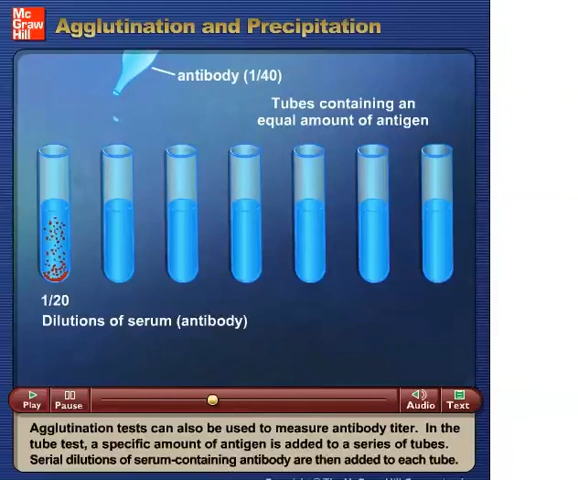 Mc
Graw
Hill
Agglutination and Precipitation
antibody (1/40)
Tubes containing an
equal amount of antigen
1/20
Dilutions of serum (antibody)
Play
Pause
Audio
Text
Agglutination tests can also be used to measure antibody titer. In the
tube test, a specific amount of antigen is added to a series of tubes.
Serial dilutions of serum-containing antibody are then added to each tube.